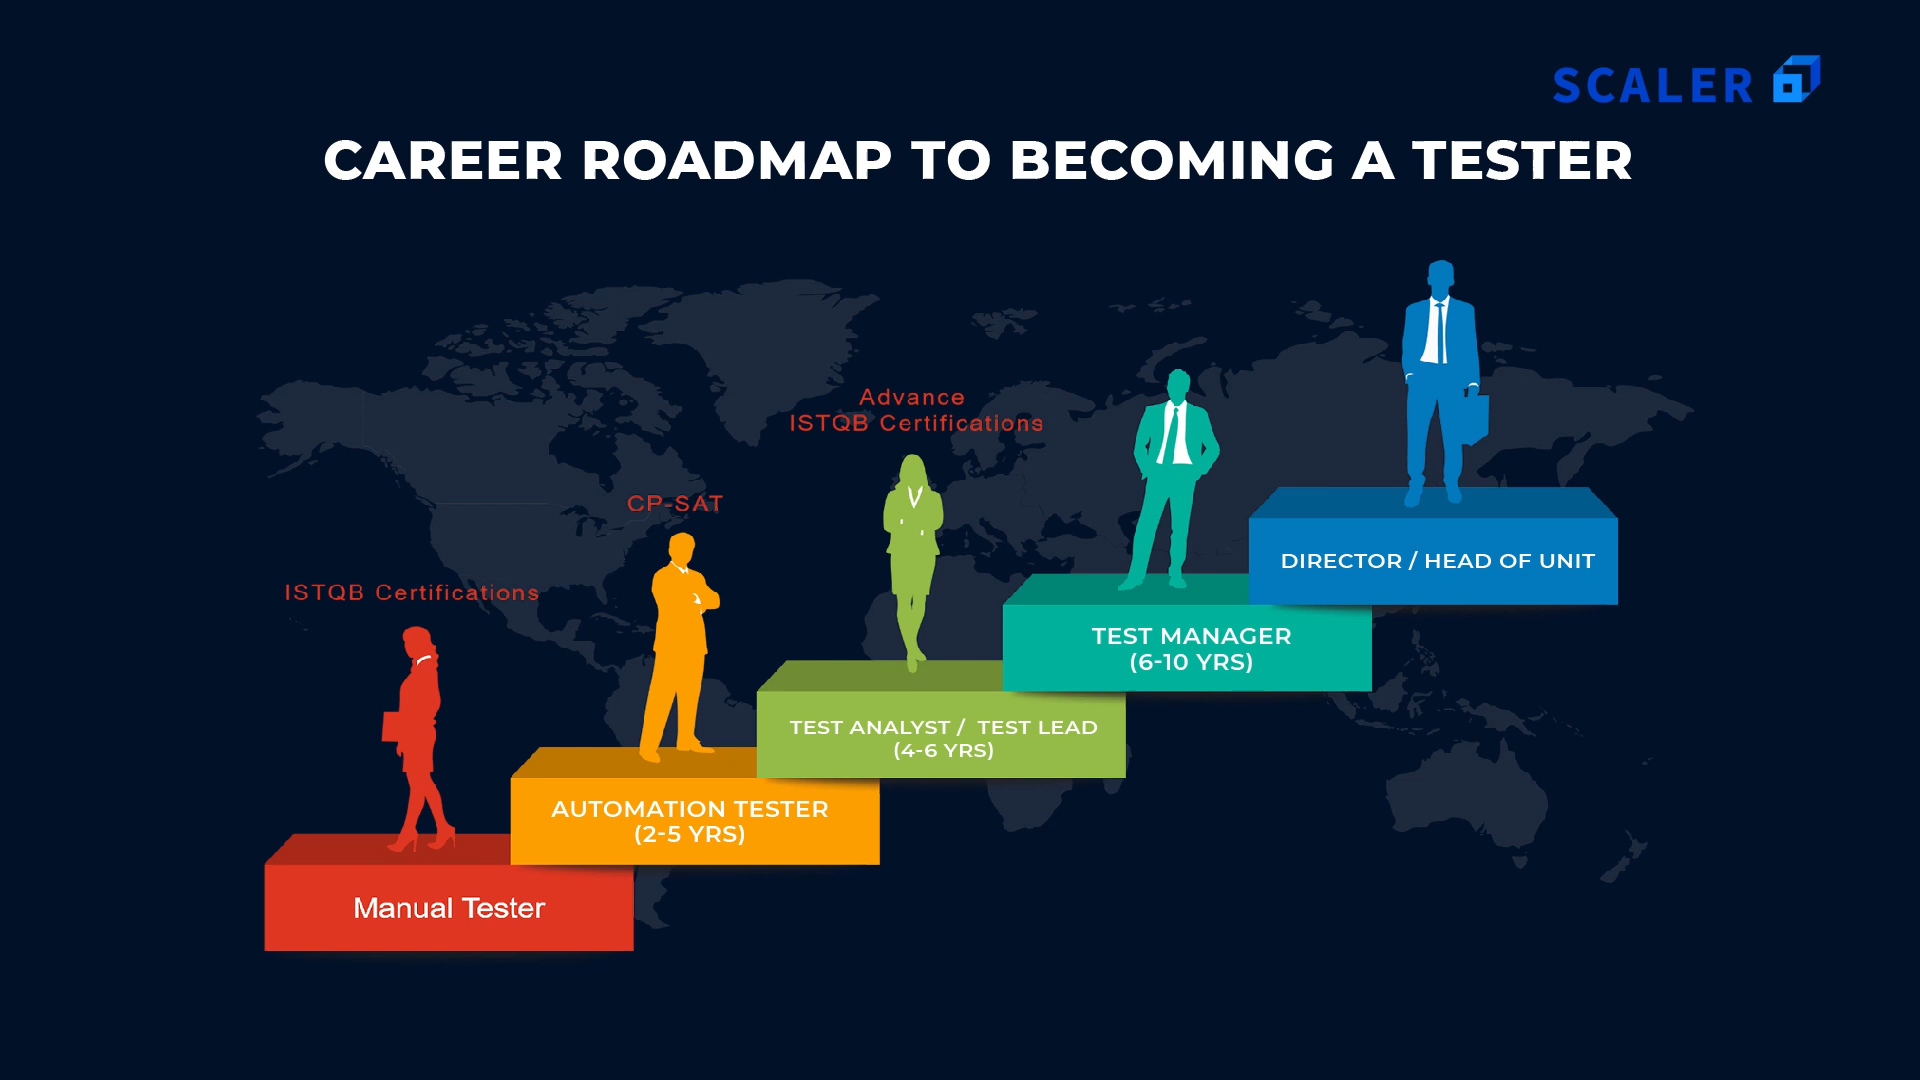 SCALER
CAREER ROADMAP TO BECOMING A TESTER
Advance
ISTQB Certifications
CP-SAT
ISTQB Certifications
DIRECTOR / HEAD OF UNIT
TEST MANAGER
(6-10 YRS)
TEST ANALYST / TEST LEAD
(4-6 YRS)
AUTOMATION TESTER
(2-5 YRS)
Manual Tester